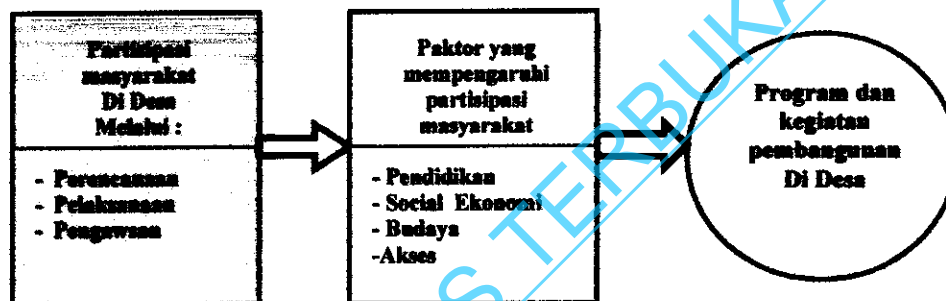 Partisipasi
masyarakat
Di Desa
Melalui :
- Perencanaan
- Pelaksanaan
- Pengawsan
Paktor yang
mempengaruhi
partisipasi
masyarakat
- Pendidikan
- Social Ekonomi
- Budaya
-Akses
Program dan
kegiatan
pembangunan
Di Desa
S TERBUKA